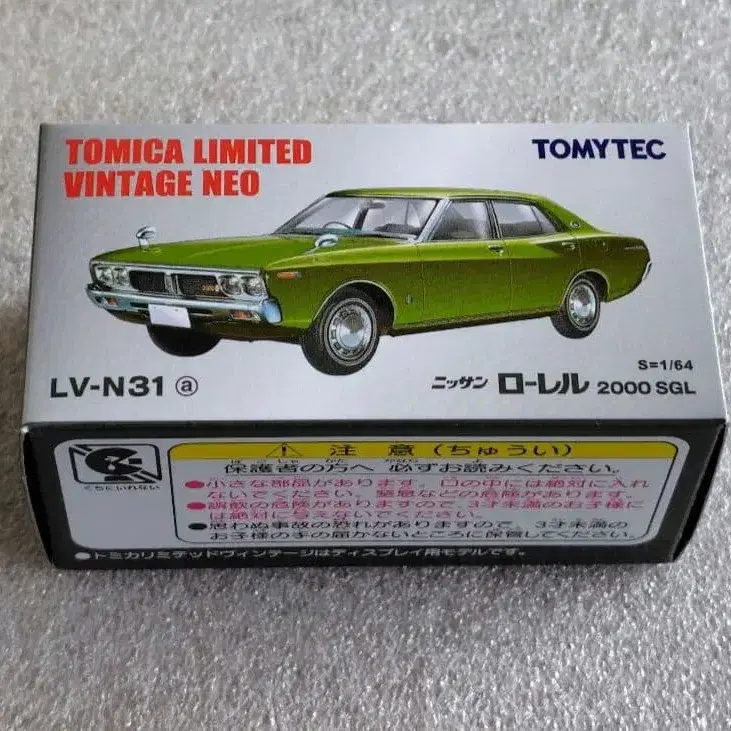 TOMICA LIMITED
VINTAGE NEO
TOMYTEC
S=1/64
LV-N31 ⓐ
ニッサン ローレル 2000 SGL
! 注意(ちゅうい)
保護者の方へ 必ずお読みください。
くちにいれない
●小さな部品があります。口の中には絶対に入れ
ないでください。窒息などの危険があります。
●誤飲の危険がありますので、3才未満のお子様に
は絶対に与えないでください。
●思わぬ事故の恐れがありますので、3才未満の
お子様の手の届かないところに保管してください。
●トミカリミテッドヴィンテージはディスプレイ用モデルです。